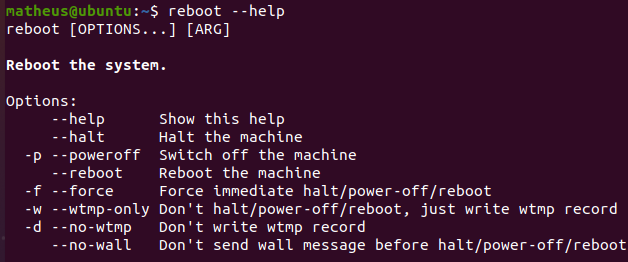 matheus@ubuntu:~$ reboot --help
reboot [OPTIONS...] [ARG]
Reboot the system.
Options:
--help Show this help
--halt Halt the machine
-p --poweroff Switch off the machine
--reboot Reboot the machine
-f --force Force immediate halt/power-off/reboot
-w --wtmp-only Don't halt/power-off/reboot, just write wtmp record
-d --no-wtmp Don't write wtmp record
--no-wall Don't send wall message before halt/power-off/reboot